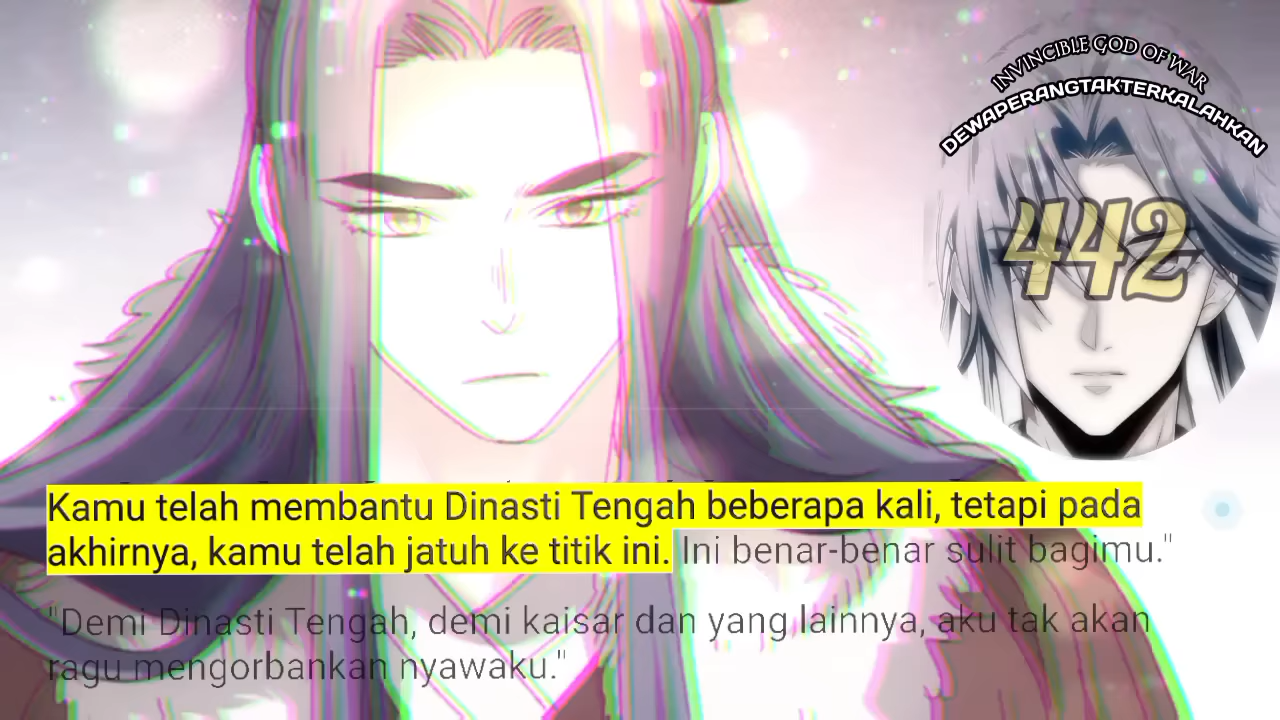 INVINCIBLE GOD OF WAR
DEWAPERANGTAKTERKALAHKAN
442
Kamu telah membantu Dinasti Tengah beberapa kali, tetapi pada
akhirnya, kamu telah jatuh ke titik ini. Ini benar-benar sulit bagimu."
"Demi Dinasti Tengah, demi kaisar dan yang lainnya, aku tak akan
ragu mengorbankan nyawaku."